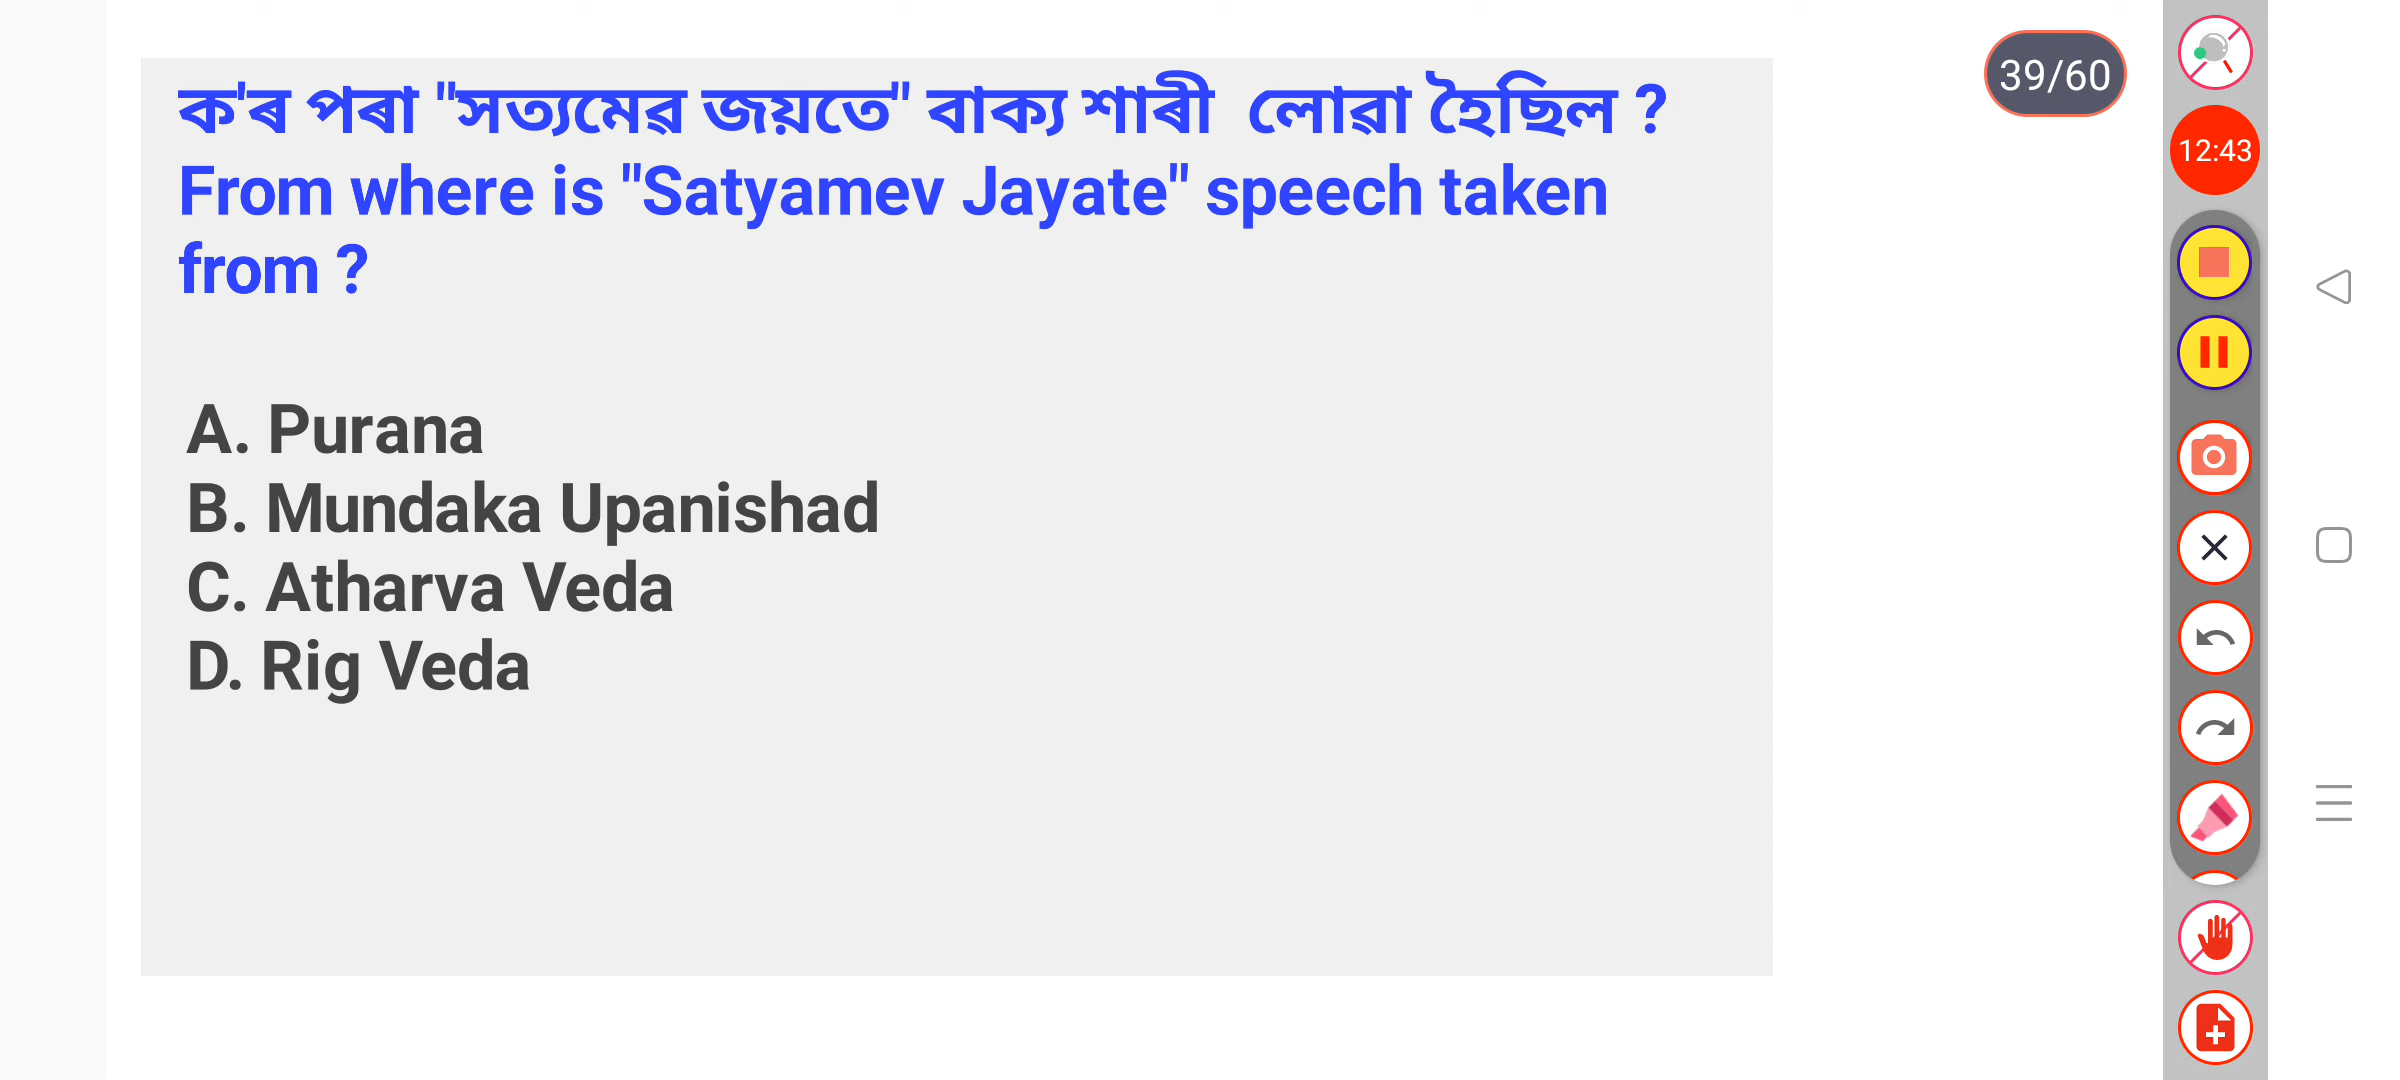 ক'ৰ পৰা "সত্যমেৱ জয়তে" বাক্য শাৰী লোৱা হৈছিল ?
From where is "Satyamev Jayate" speech taken
from ?
A. Purana
B. Mundaka Upanishad
C. Atharva Veda
D. Rig Veda
39/60
12:43